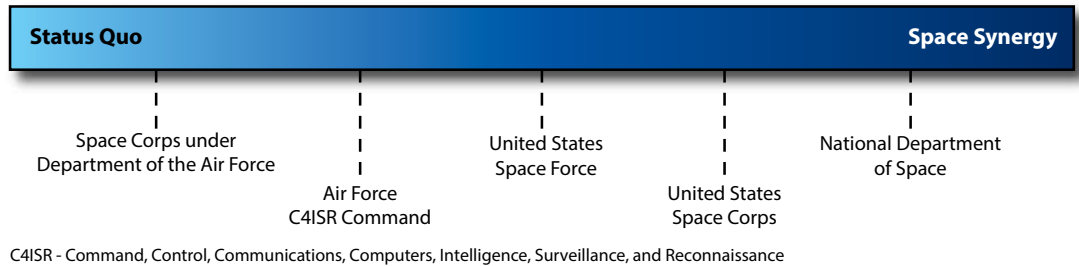 Status Quo
Space Synergy
Space Corps under
Department of the Air Force
Air Force
C4ISR Command
United States
Space Force
United States
Space Corps
National Department
of Space
C4ISR - Command, Control, Communications, Computers, Intelligence, Surveillance, and Reconnaissance